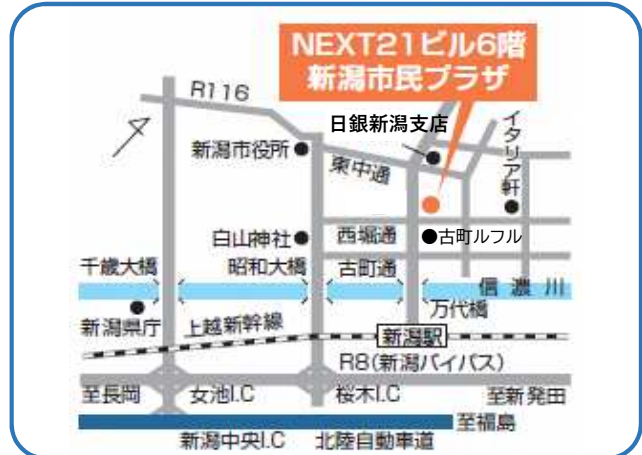 NEXT21ビル6階
新潟市民プラザ
R116
日銀新潟支店
イタリア軒
新潟市役所
東中通
白山神社
西堀通
古町ルフル
千歳大橋
昭和大橋
古町通
信濃川
万代橋
新潟県庁
上越新幹線
新潟駅
R8(新潟バイパス)
至長岡
女池I.C
桜木I.C
至新発田
至福島
新潟中央I.C
北陸自動車道